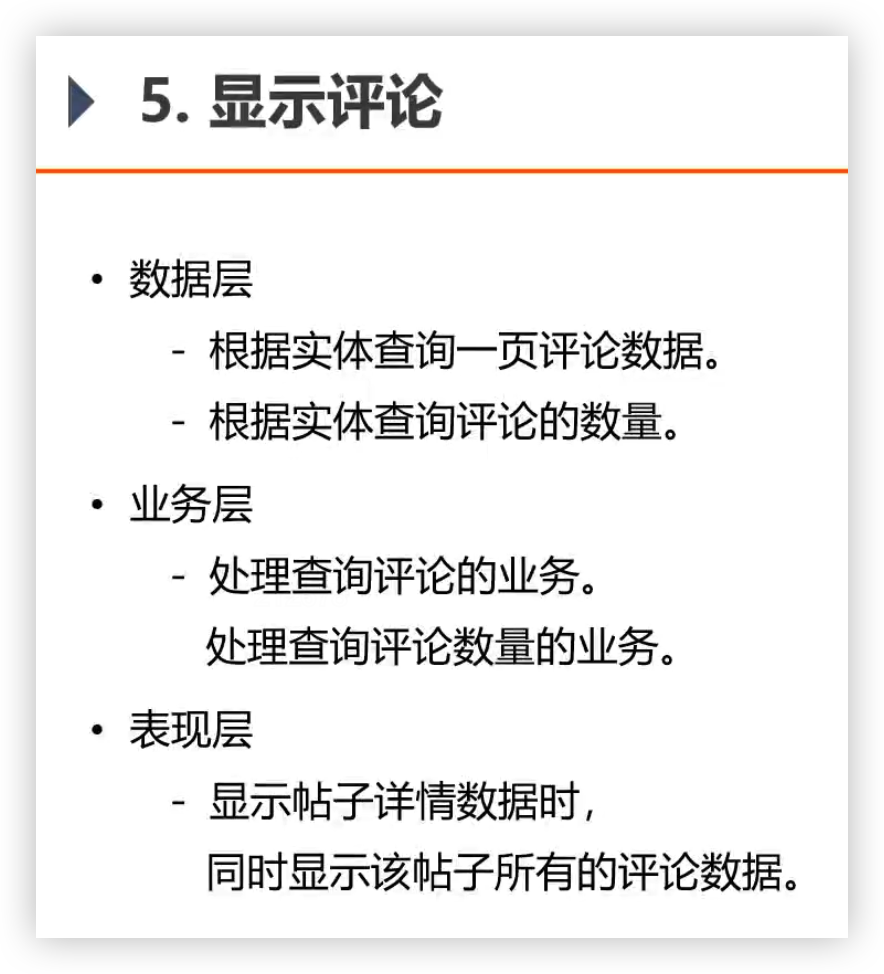 5. 显示评论
• 数据层
- 根据实体查询一页评论数据。
- 根据实体查询评论的数量。
• 业务层
- 处理查询评论的业务。
处理查询评论数量的业务。
• 表现层
- 显示帖子详情数据时,
同时显示该帖子所有的评论数据。